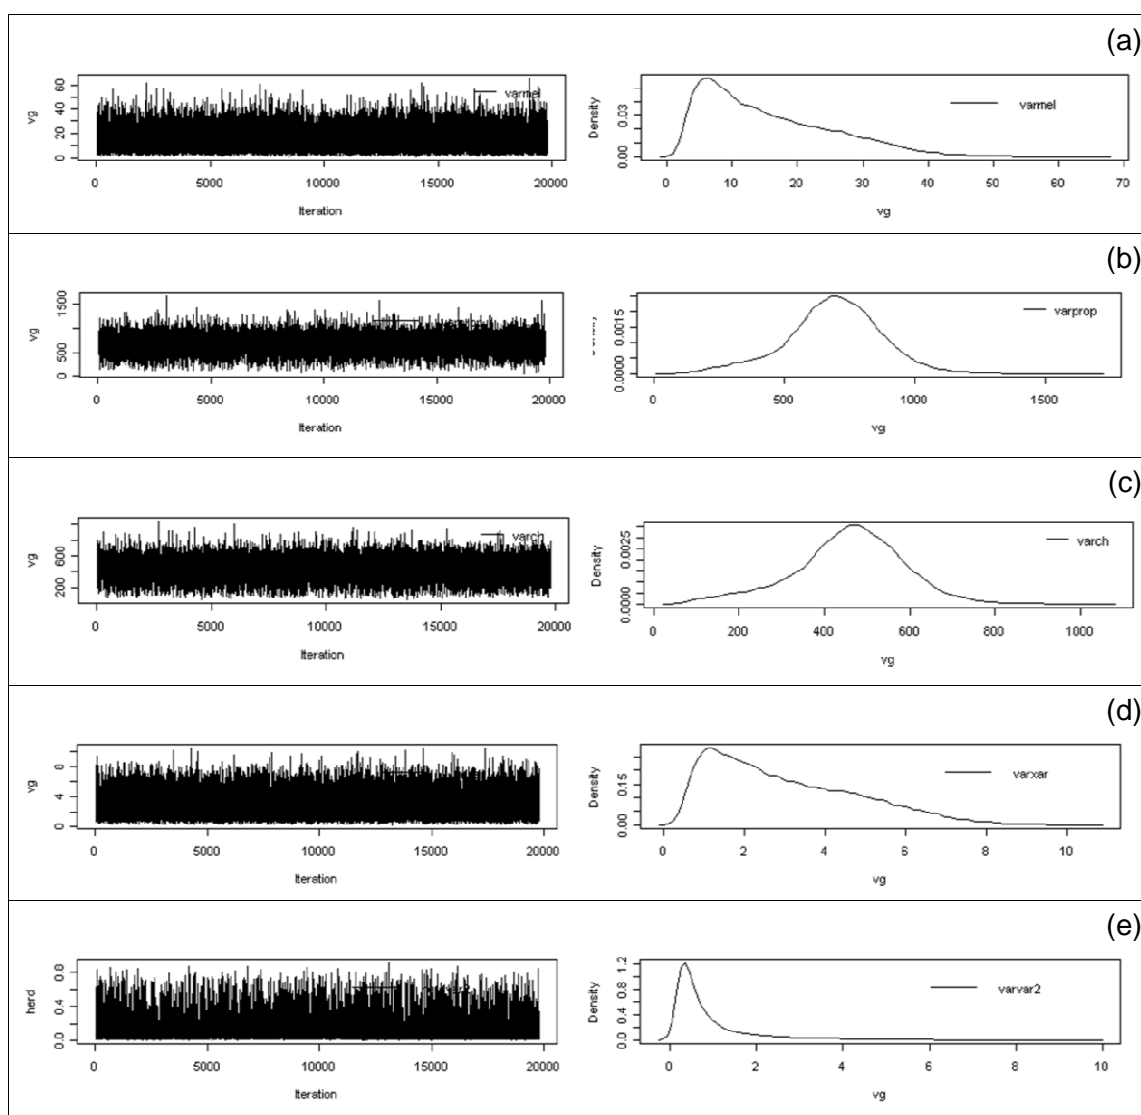 (a)
vg
0 20 40 60
varmel
0 5000 10000 15000 20000
Iteration
Density
0.00 0.03
varmel
0 10 20 30 40 50 60 70
vg
(b)
vg
0 500 1500
0 5000 10000 15000 20000
Iteration
0.0000 0.0015
varprop
0 500 1000 1500
vg
(c)
vg
200 600
varch
0 5000 10000 15000 20000
Iteration
Density
0.0000 0.0025
varch
0 200 400 600 800 1000
vg
(d)
vg
0 4 8
0 5000 10000 15000 20000
Iteration
Density
0.00 0.15
varxar
0 2 4 6 8 10
vg
(e)
herd
0.0 0.4 0.8
0 5000 10000 15000 20000
Iteration
Density
0.0 0.4 0.8 1.2
varvar2
0 2 4 6 8 10
vg